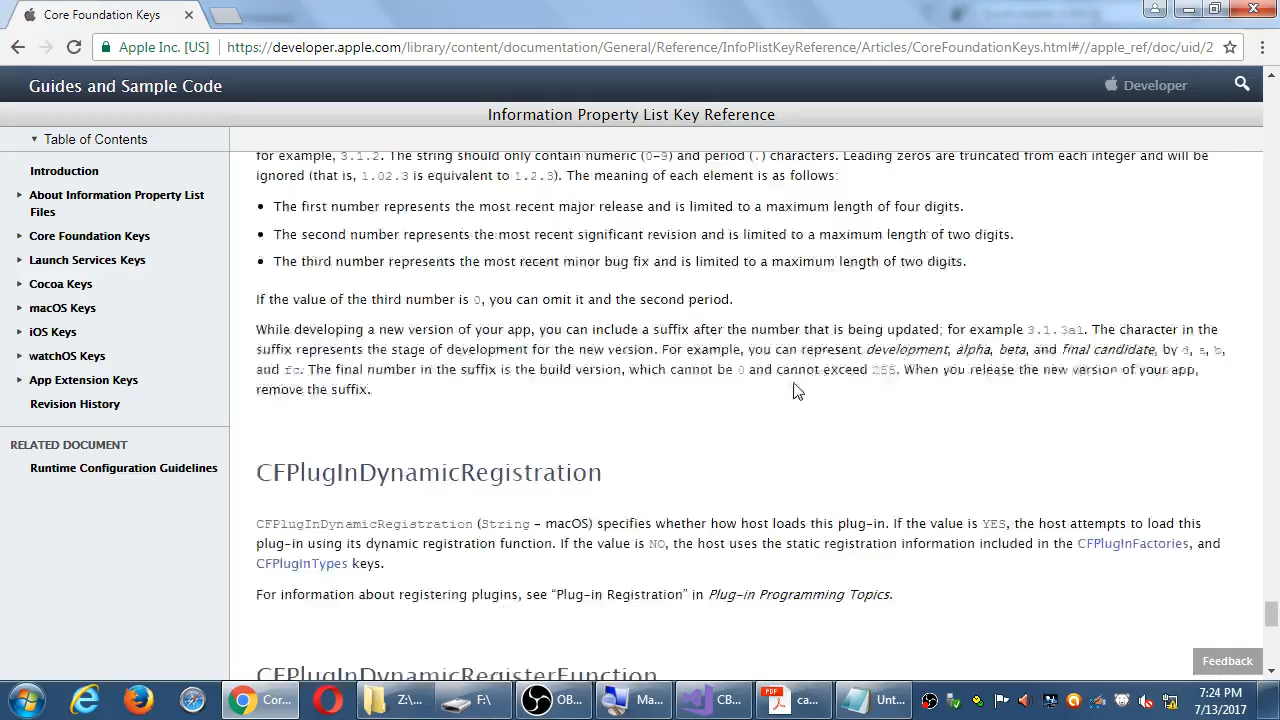 Core Foundation Keys
Apple Inc. [US]
https://developer.apple.com/library/content/documentation/General/Reference/InfoPlistKeyReference/Articles/CoreFoundationKeys.html#//apple_ref/doc/uid/2
Guides and Sample Code
Developer
Information Property List Key Reference
Table of Contents
Introduction
About Information Property List
Files
Core Foundation Keys
Launch Services Keys
Cocoa Keys
macOS Keys
iOS Keys
watchOS Keys
App Extension Keys
Revision History
RELATED DOCUMENT
Runtime Configuration Guidelines
for example, 3.1.2. The string should only contain numeric (0-9) and period (.) characters. Leading zeros are truncated from each integer and will be
ignored (that is, 1.02.3 is equivalent to 1.2.3). The meaning of each element is as follows:
• The first number represents the most recent major release and is limited to a maximum length of four digits.
• The second number represents the most recent significant revision and is limited to a maximum length of two digits.
• The third number represents the most recent minor bug fix and is limited to a maximum length of two digits.
If the value of the third number is 0, you can omit it and the second period.
While developing a new version of your app, you can include a suffix after the number that is being updated; for example 3.1.3a1. The character in the
suffix represents the stage of development for the new version. For example, you can represent development, alpha, beta, and final candidate, by d, a, b,
and fc. The final number in the suffix is the build version, which cannot be 0 and cannot exceed 255. When you release the new version of your app,
remove the suffix.
CFPlugInDynamicRegistration
CFPlugInDynamicRegistration (String - macOS) specifies whether how host loads this plug-in. If the value is YES, the host attempts to load this
plug-in using its dynamic registration function. If the value is NO, the host uses the static registration information included in the CFPlugInFactories, and
CFPlugInTypes keys.
For information about registering plugins, see “Plug-in Registration” in Plug-in Programming Topics.
CFPlugInDynamicRegisterFunction
Feedback
Cor...
Z:\...
F:\
OB...
Ma...
CB...
PDF
ca...
Unt...
7:24 PM
7/13/2017